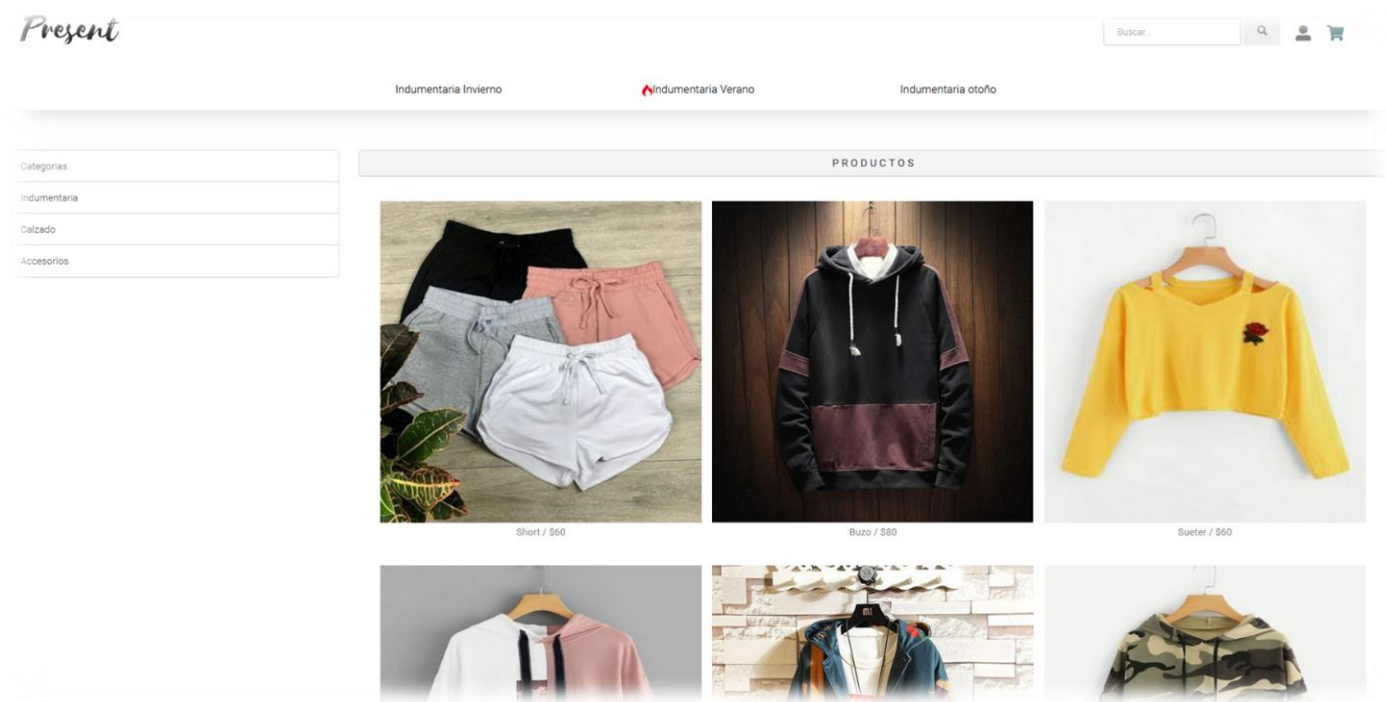 Present
Buscar..
Indumentaria Invierno
Indumentaria Verano
Indumentaria otoño
Categorias
Indumentaria
Calzado
Accesorios
PRODUCTOS
Short / $60
Buzo / $80
Sueter / $60
mi